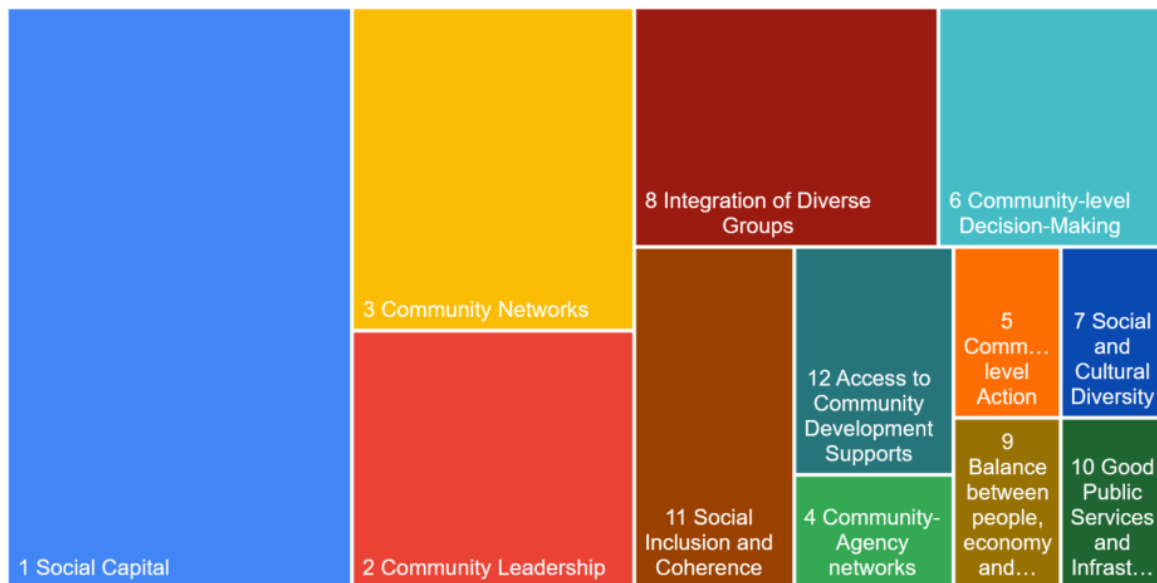 1 Social Capital
3 Community Networks
2 Community Leadership
8 Integration of Diverse
Groups
6 Community-level
Decision-Making
11 Social
Inclusion and
Coherence
12 Access to
Community
Development
Supports
4 Community-
Agency
networks
5
Comm…
level
Action
7 Social
and
Cultural
Diversity
9
Balance
between
people,
economy
and…
10 Good
Public
Services
and
Infrast…